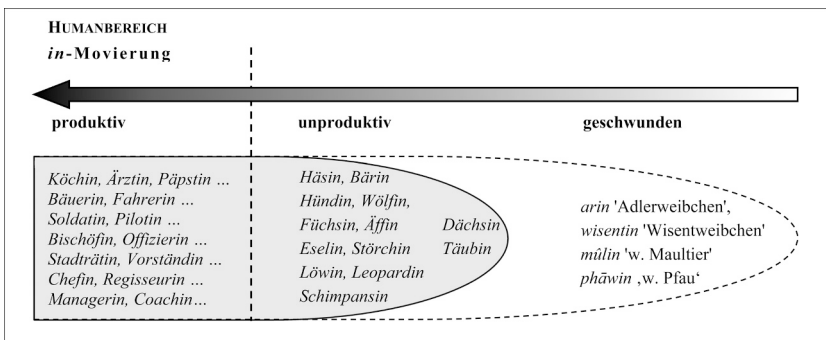 HUMANBEREICH
in-Movierung
produktiv
unproduktiv
geschwunden
Köchin, Ärztin, Päpstin ...
Bäuerin, Fahrerin ...
Soldatin, Pilotin ...
Bischöfin, Offizierin ...
Stadträtin, Vorständin ...
Chefin, Regisseurin ...
Managerin, Coachin...
Häsin, Bärin
Hündin, Wölfin,
Füchsin, Äffin
Eselin, Störchin
Löwin, Leopardin
Schimpansin
Dächsin
Täubin
arin 'Adlerweibchen',
wisentin 'Wisentweibchen'
mûlin 'w. Maultier'
phāwin ‚w. Pfau‘